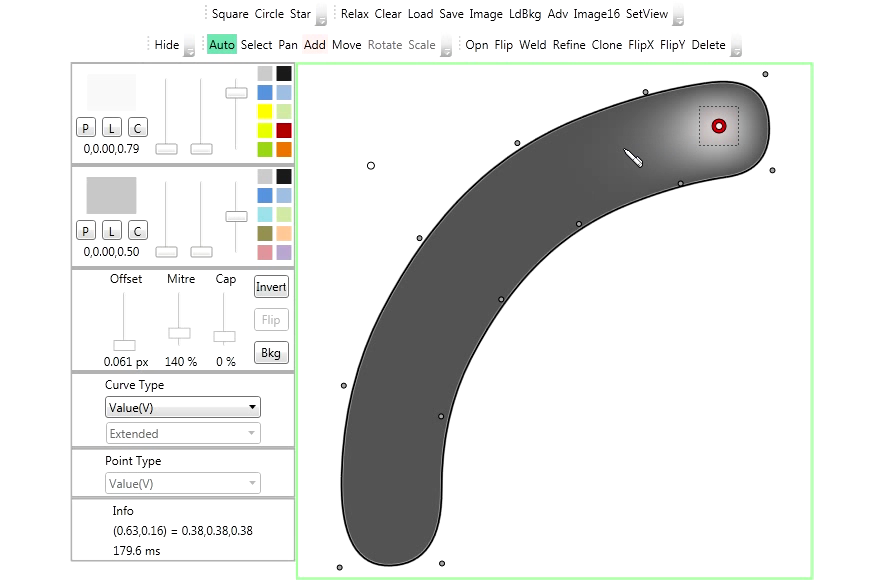 Square Circle Star Relax Clear Load Save Image LdBkg Adv Image16 SetView
Hide Auto Select Pan Add Move Rotate Scale Opn Flip Weld Refine Clone FlipX FlipY Delete
P L C
0,0.00,0.79
P L C
0,0.00,0.50
Offset Mitre Cap
Invert
Flip
Bkg
0.061 px 140 % 0 %
Curve Type
Value(V)
Extended
Point Type
Value(V)
Info
(0.63,0.16) = 0.38,0.38,0.38
179.6 ms